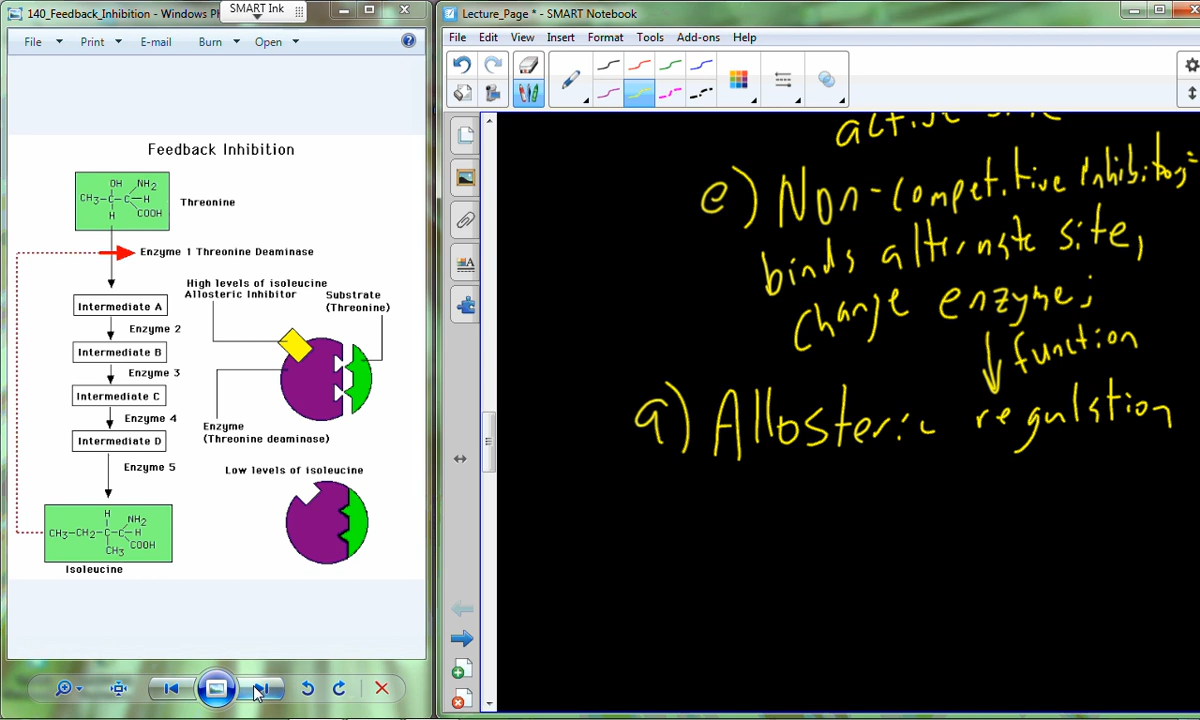 140_Feedback_Inhibition - Windows Ph
SMART Ink
File Print E-mail Burn Open
Feedback Inhibition
OH NH2
CH3-C-C-H
H COOH
Threonine
Enzyme 1 Threonine Deaminase
High levels of isoleucine
Allosteric Inhibitor
Substrate
(Threonine)
Intermediate A
Enzyme 2
Intermediate B
Enzyme 3
Intermediate C
Enzyme 4
Intermediate D
Enzyme 5
Enzyme
(Threonine deaminase)
Low levels of isoleucine
H NH2
CH3-CH2-C-C-H
CH3 COOH
Isoleucine
Lecture_Page * - SMART Notebook
File Edit View Insert Format Tools Add-ons Help
active
e) Non-competitive inhibitors=
binds alternate site,
change enzyme;
↓ function
a) Allosteric regulation